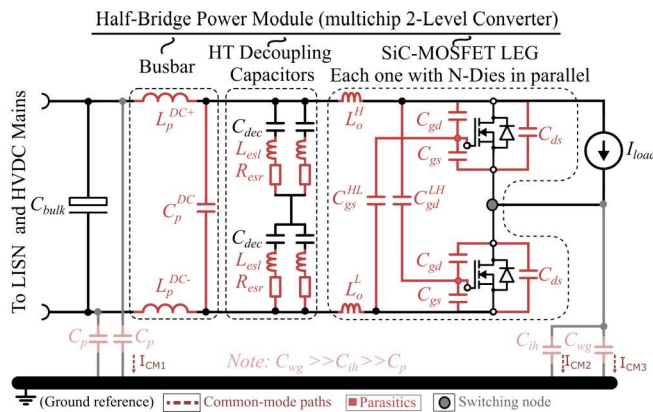 Half-Bridge Power Module (multichip 2-Level Converter)
Busbar
HT Decoupling
Capacitors
SiC-MOSFET LEG
Each one with N-Dies in parallel
To LISN and HVDC Mains
C_bulk
L_p^{DC+}
C_p^{DC}
L_p^{DC-}
C_dec
L_esl
R_esr
C_dec
L_esl
R_esr
L_o^H
C_gs^{HL}
C_gd^{LH}
L_o^L
C_gd
C_gs
C_ds
C_gd
C_gs
C_ds
I_load
C_p
C_p
I_CM1
Note: C_wg >>C_ih >>C_p
C_ih
I_CM2
C_wg
I_CM3
(Ground reference)
Common-mode paths
Parasitics
Switching node